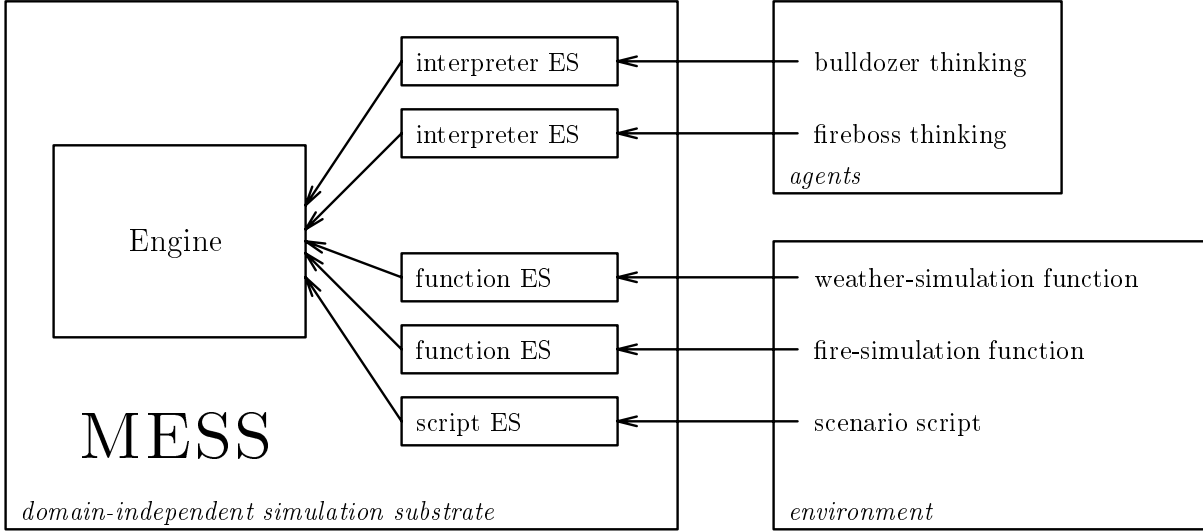 interpreter ES
bulldozer thinking
interpreter ES
fireboss thinking
agents
Engine
function ES
weather-simulation function
function ES
fire-simulation function
script ES
scenario script
MESS
domain-independent simulation substrate
environment